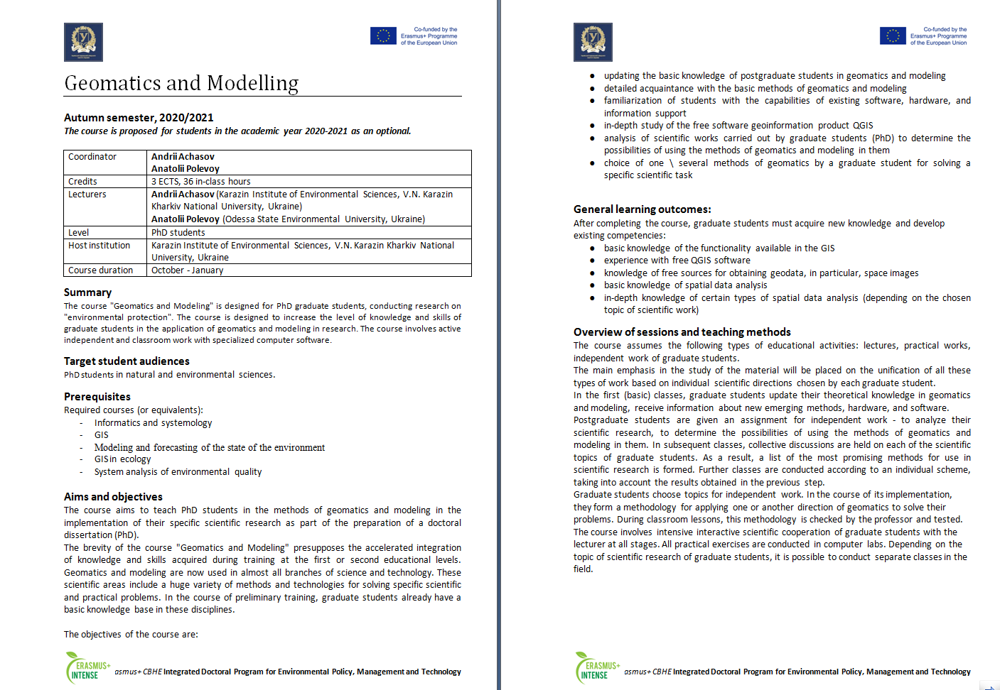 Co-funded by the
Erasmus+ Programme
of the European Union
Geomatics and Modelling
Autumn semester, 2020/2021
The course is proposed for students in the academic year 2020-2021 as an optional.
Coordinator Andrii Achasov
Anatolii Polevoy
Credits 3 ECTS, 36 in-class hours
Lecturers Andrii Achasov (Karazin Institute of Environmental Sciences, V.N. Karazin
Kharkiv National University, Ukraine)
Anatolii Polevoy (Odessa State Environmental University, Ukraine)
Level PhD students
Host institution Karazin Institute of Environmental Sciences, V.N. Karazin Kharkiv National
University, Ukraine
Course duration October - January
Summary
The course "Geomatics and Modeling" is designed for PhD graduate students, conducting research on
"environmental protection". The course is designed to increase the level of knowledge and skills of
graduate students in the application of geomatics and modeling in research. The course involves active
independent and classroom work with specialized computer software.
Target student audiences
PhD students in natural and environmental sciences.
Prerequisites
Required courses (or equivalents):
- Informatics and systemology
- GIS
- Modeling and forecasting of the state of the environment
- GIS in ecology
- System analysis of environmental quality
Aims and objectives
The course aims to teach PhD students in the methods of geomatics and modeling in the
implementation of their specific scientific research as part of the preparation of a doctoral
dissertation (PhD).
The brevity of the course "Geomatics and Modeling" presupposes the accelerated integration
of knowledge and skills acquired during training at the first or second educational levels.
Geomatics and modeling are now used in almost all branches of science and technology. These
scientific areas include a huge variety of methods and technologies for solving specific scientific
and practical problems. In the course of preliminary training, graduate students already have a
basic knowledge base in these disciplines.
The objectives of the course are:
ERASMUS+
INTENSE
asmus+ CBHE Integrated Doctoral Program for Environmental Policy, Management and Technology
Co-funded by the
Erasmus+ Programme
of the European Union
● updating the basic knowledge of postgraduate students in geomatics and modeling
● detailed acquaintance with the basic methods of geomatics and modeling
● familiarization of students with the capabilities of existing software, hardware, and
information support
● in-depth study of the free software geoinformation product QGIS
● analysis of scientific works carried out by graduate students (PhD) to determine the
possibilities of using the methods of geomatics and modeling in them
● choice of one \ several methods of geomatics by a graduate student for solving a
specific scientific task
General learning outcomes:
After completing the course, graduate students must acquire new knowledge and develop
existing competencies:
● basic knowledge of the functionality available in the GIS
● experience with free QGIS software
● knowledge of free sources for obtaining geodata, in particular, space images
● basic knowledge of spatial data analysis
● in-depth knowledge of certain types of spatial data analysis (depending on the chosen
topic of scientific work)
Overview of sessions and teaching methods
The course assumes the following types of educational activities: lectures, practical works,
independent work of graduate students.
The main emphasis in the study of the material will be placed on the unification of all these
types of work based on individual scientific directions chosen by each graduate student.
In the first (basic) classes, graduate students update their theoretical knowledge in geomatics
and modeling, receive information about new emerging methods, hardware, and software.
Postgraduate students are given an assignment for independent work - to analyze their
scientific research, to determine the possibilities of using the methods of geomatics and
modeling in them. In subsequent classes, collective discussions are held on each of the scientific
topics of graduate students. As a result, a list of the most promising methods for use in
scientific research is formed. Further classes are conducted according to an individual scheme,
taking into account the results obtained in the previous step.
Graduate students choose topics for independent work. In the course of its implementation,
they form a methodology for applying one or another direction of geomatics to solve their
problems. During classroom lessons, this methodology is checked by the professor and tested.
The course involves intensive interactive scientific cooperation of graduate students with the
lecturer at all stages. All practical exercises are conducted in computer labs. Depending on the
topic of scientific research of graduate students, it is possible to conduct separate classes in the
field.
ERASMUS+
INTENSE
asmus+ CBHE Integrated Doctoral Program for Environmental Policy, Management and Technology